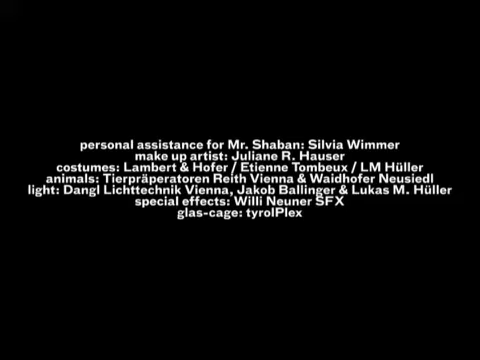 personal assistance for Mr. Shaban: Silvia Wimmer
make up artist: Juliane R. Hauser
costumes: Lambert & Hofer / Etienne Tombeux / LM Hüller
animals: Tierpräperatoren Reith Vienna & Waidhofer Neusiedl
light: Dangl Lichttechnik Vienna, Jakob Ballinger & Lukas M. Hüller
special effects: Willi Neuner SFX
glas-cage: tyrolPlex